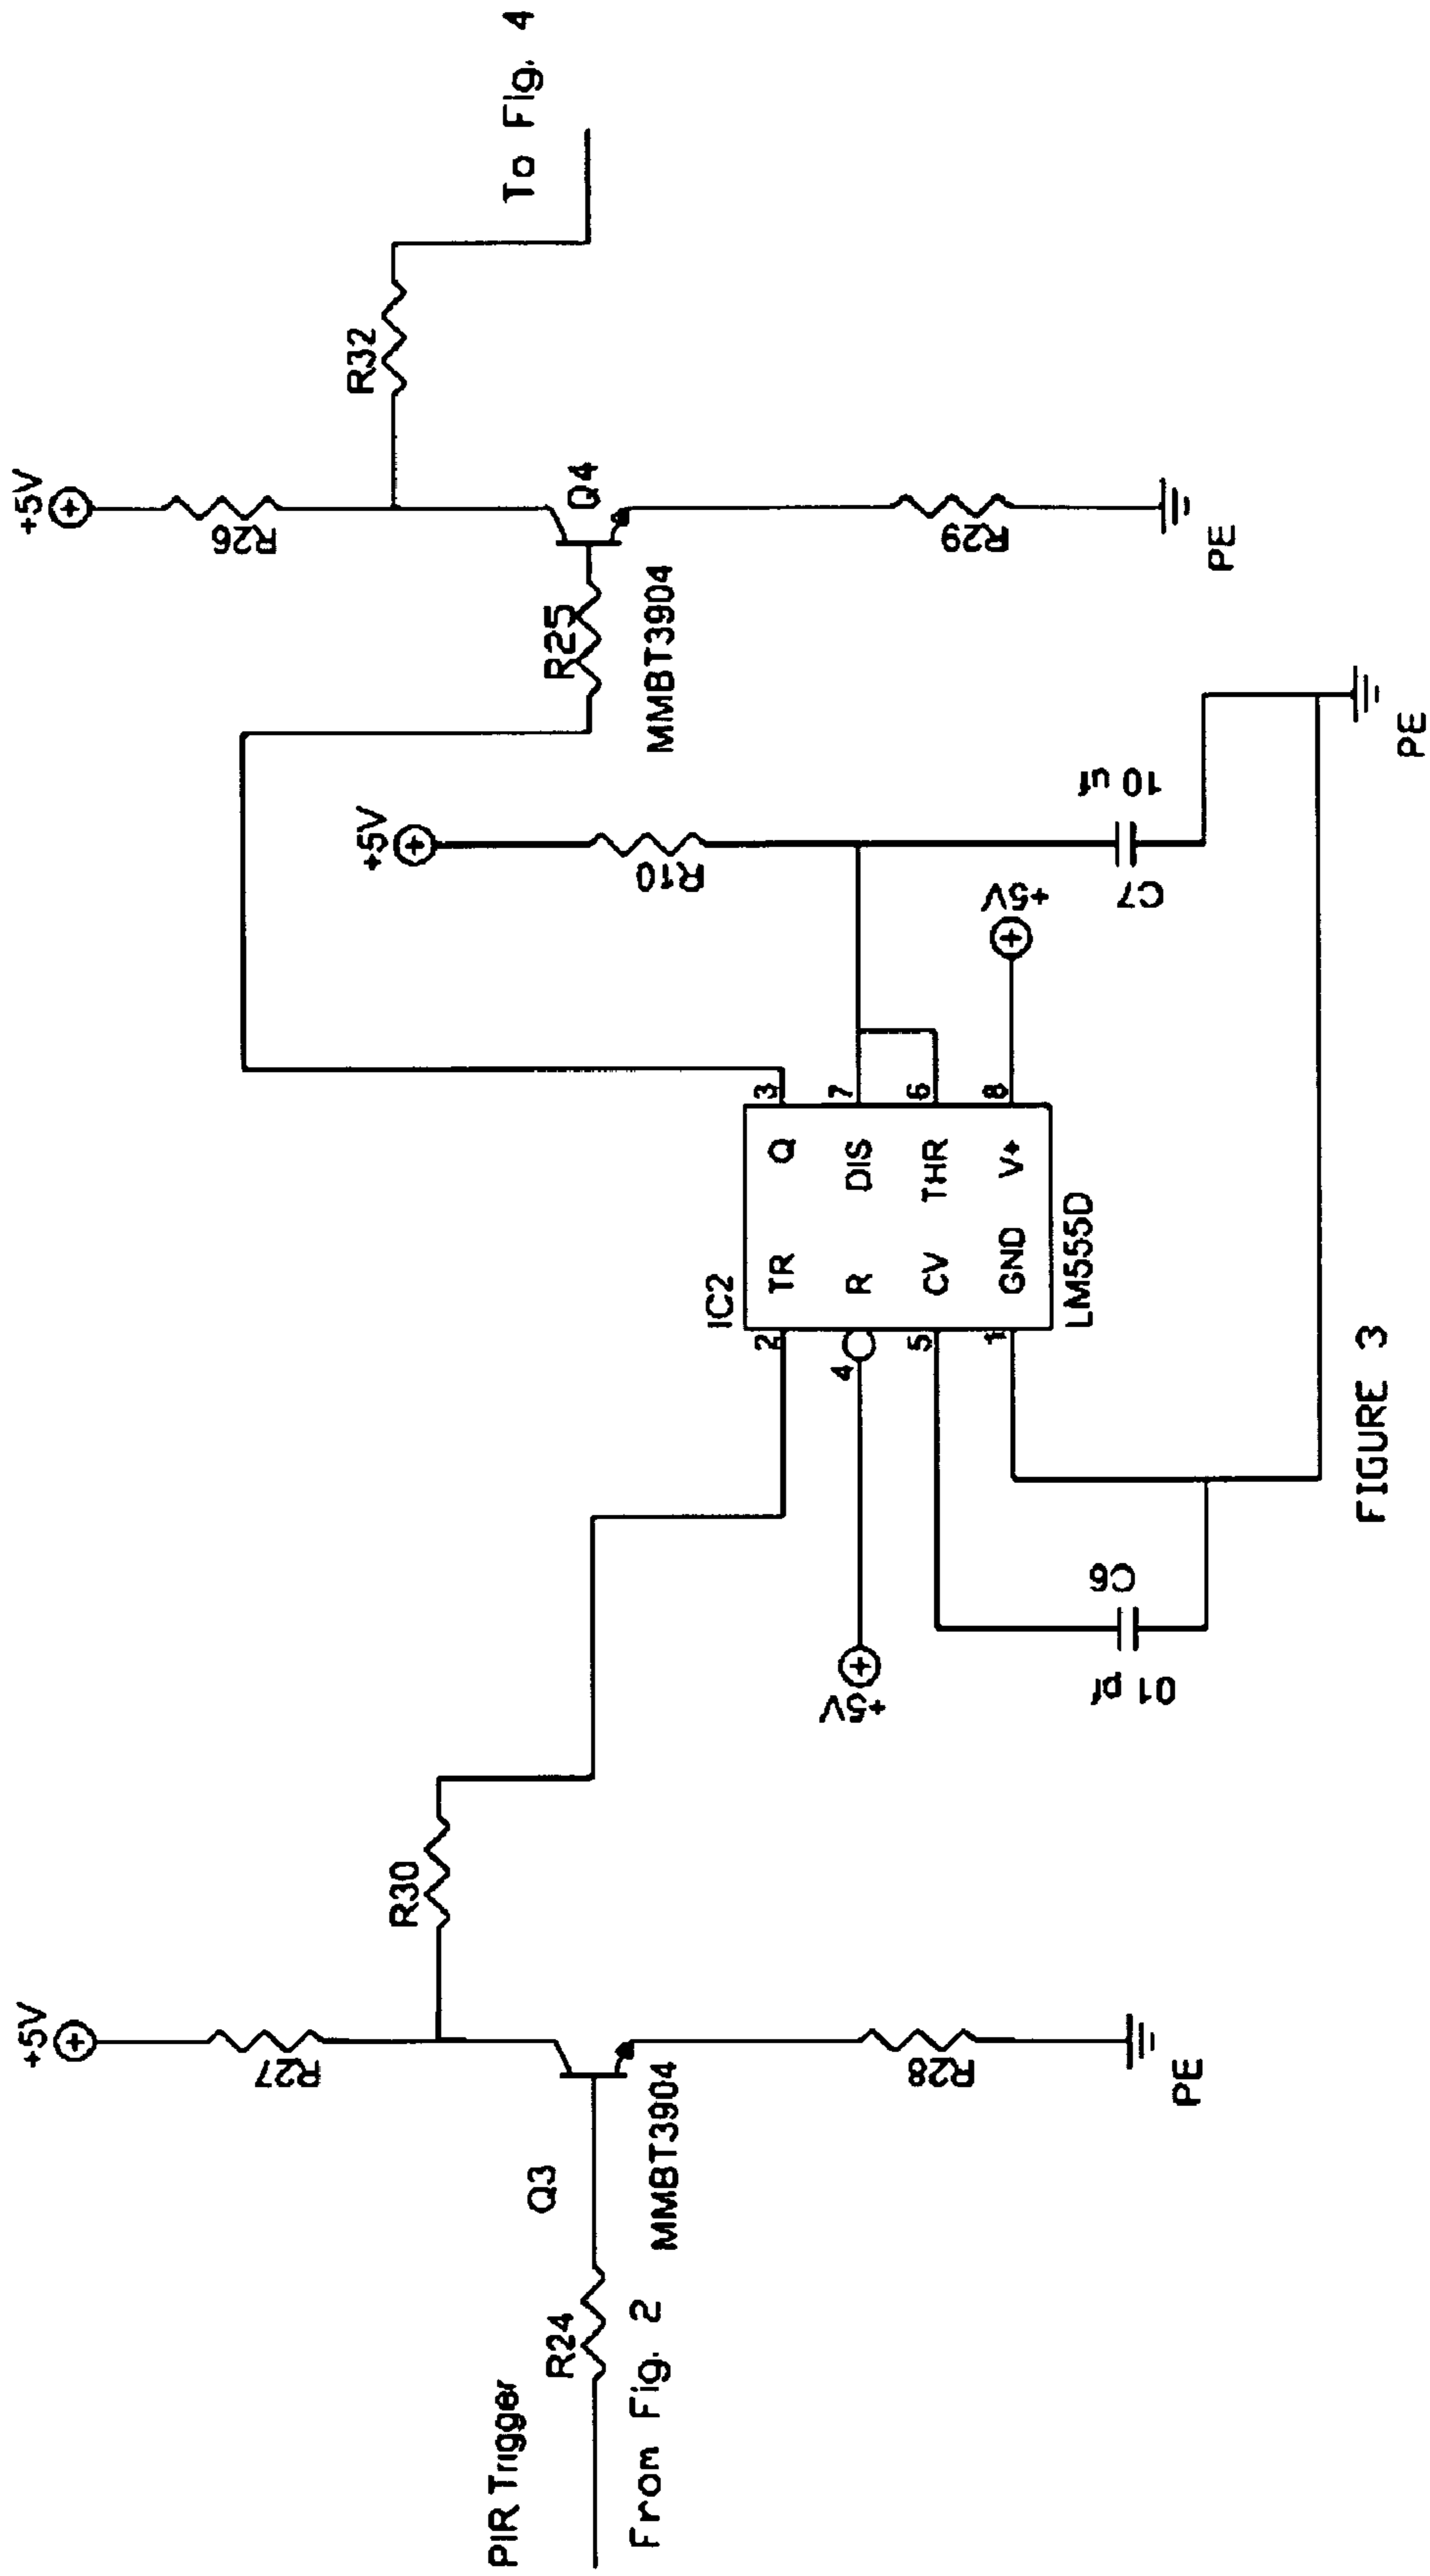 PIR Trigger
From Fig. 2
R24
Q3
MMBT3904
+5V
R27
R28
PE
R30
+5V
01 pf
C6
IC2
2
TR
Q
3
4
R
DIS
7
5
CV
THR
6
1
GND
V+
8
LM555D
+5V
+5V
R10
C7
10 uf
PE
R25
MMBT3904
Q4
+5V
R26
R29
PE
R32
To Fig. 4
FIGURE 3